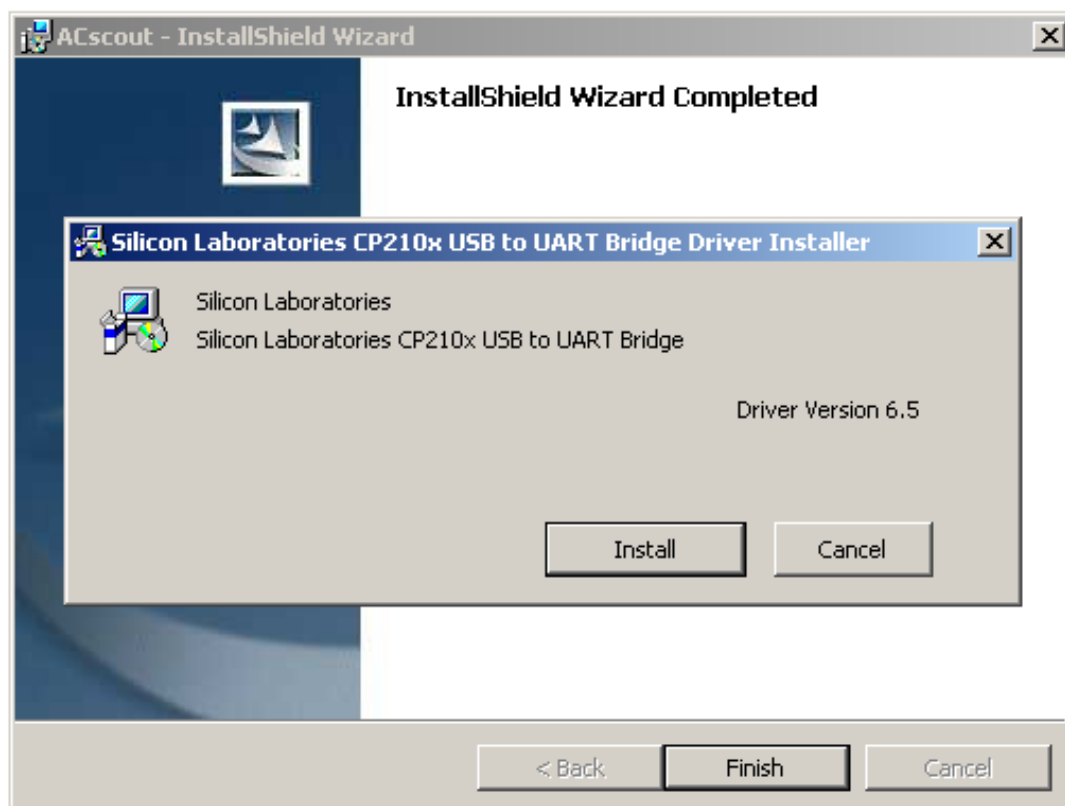 ACscout - InstallShield Wizard
InstallShield Wizard Completed
Silicon Laboratories CP210x USB to UART Bridge Driver Installer
Silicon Laboratories
Silicon Laboratories CP210x USB to UART Bridge
Driver Version 6.5
Install Cancel
< Back Finish Cancel